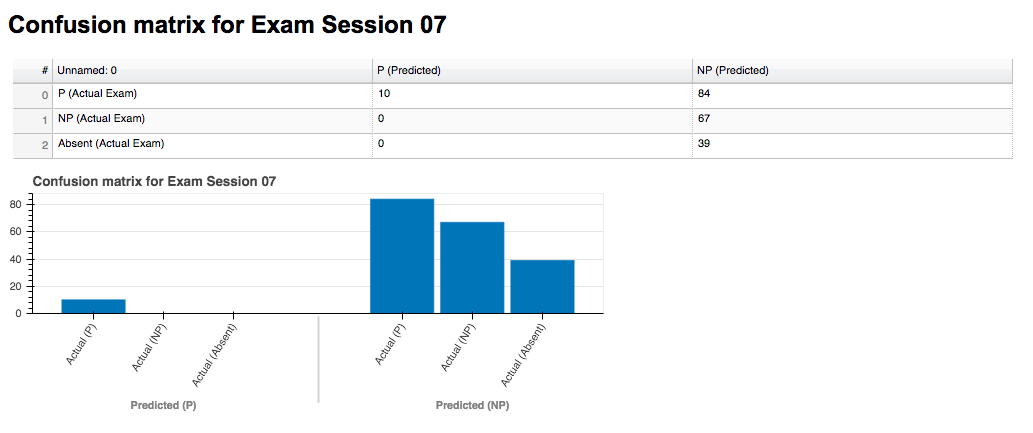 Confusion matrix for Exam Session 07
# Unnamed: 0 P (Predicted) NP (Predicted)
0 P (Actual Exam) 10 84
1 NP (Actual Exam) 0 67
2 Absent (Actual Exam) 0 39
Confusion matrix for Exam Session 07
80
60
40
20
0
Actual (P) Actual (NP) Actual (Absent) Actual (P) Actual (NP) Actual (Absent)
Predicted (P) Predicted (NP)